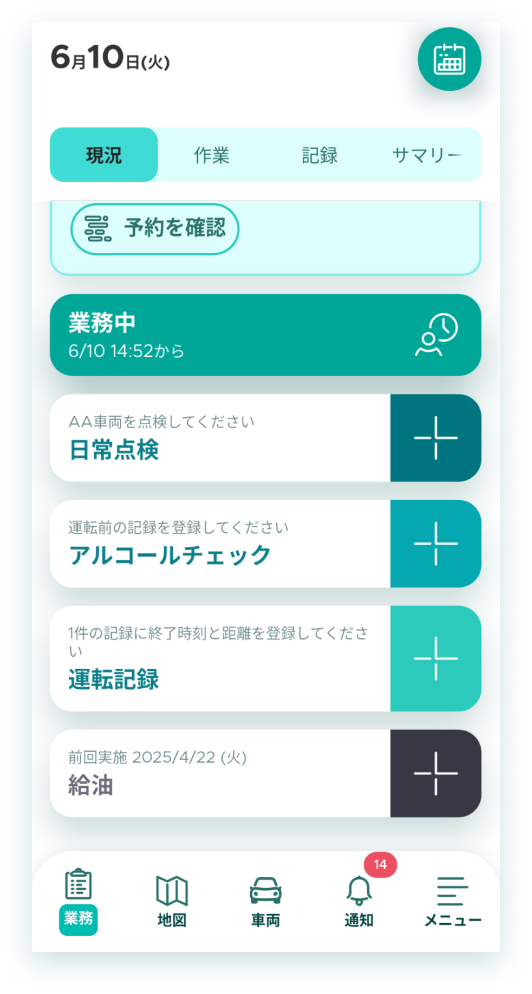 6月10日(火)
現況
作業
記録
サマリー
予約を確認
業務中
6/10 14:52から
AA車両を点検してください
日常点検
運転前の記録を登録してください
アルコールチェック
1件の記録に終了時刻と距離を登録してくださ
い
運転記録
前回実施 2025/4/22 (火)
給油
14
業務
地図
車両
通知
メニュー